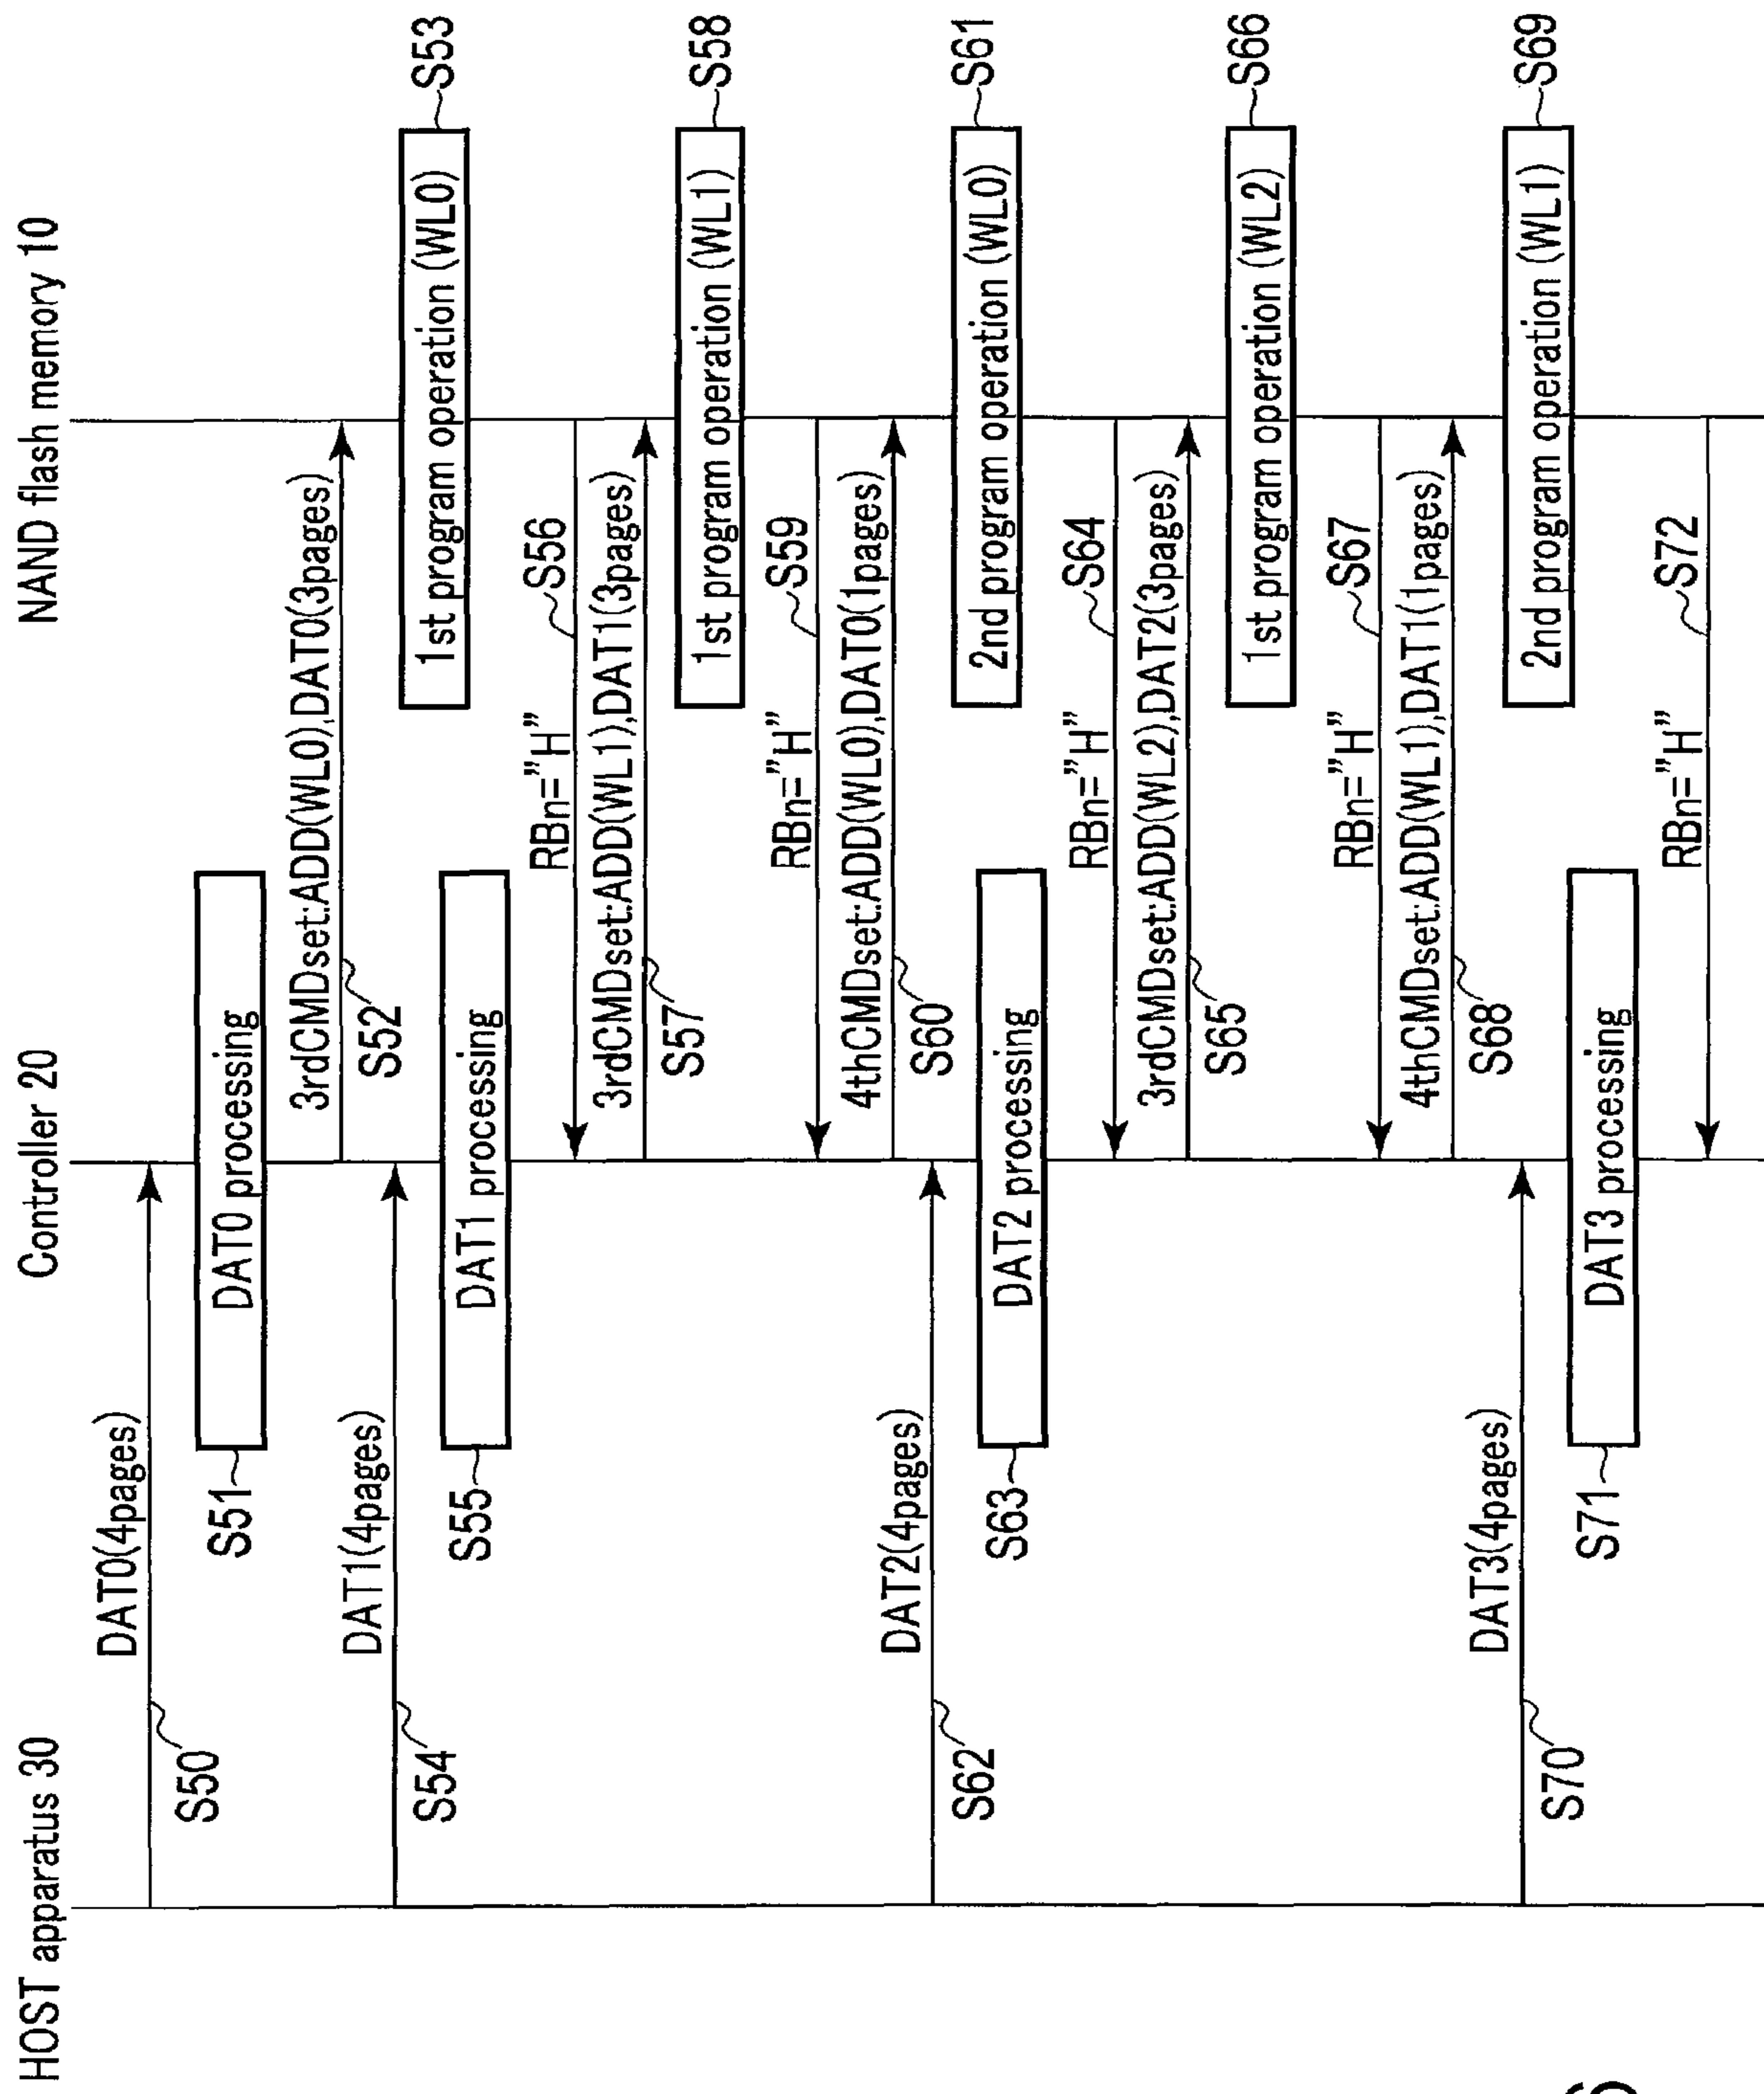 HOST apparatus 30
Controller 20
NAND flash memory 10
DAT0(4pages)
S50
S51
DAT0 processing
3rdCMDset:ADD(WL0),DAT0(3pages)
S52
1st program operation (WL0)
S53
DAT1(4pages)
S54
S55
DAT1 processing
RBn="H"
S56
3rdCMDset:ADD(WL1),DAT1(3pages)
S57
1st program operation (WL1)
S58
RBn="H"
S59
4thCMDset:ADD(WL0),DAT0(1pages)
S60
2nd program operation (WL0)
S61
DAT2(4pages)
S62
S63
DAT2 processing
RBn="H"
S64
3rdCMDset:ADD(WL2),DAT2(3pages)
S65
1st program operation (WL2)
S66
RBn="H"
S67
4thCMDset:ADD(WL1),DAT1(1pages)
S68
2nd program operation (WL1)
S69
DAT3(4pages)
S70
S71
DAT3 processing
RBn="H"
S72